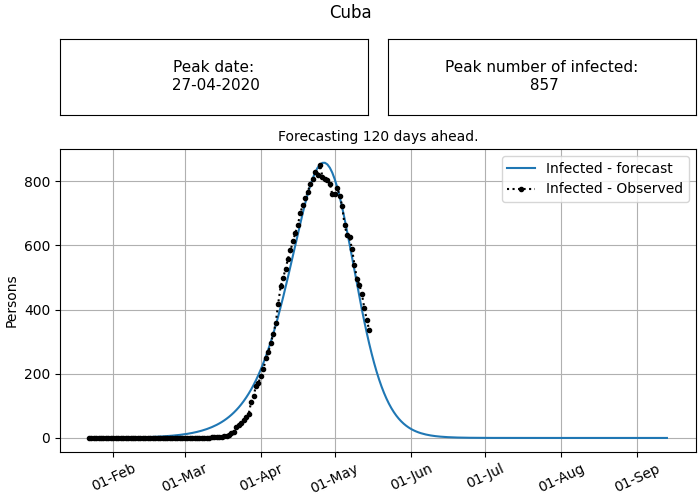 Cuba
Peak date:
27-04-2020
Peak number of infected:
857
Forecasting 120 days ahead.
Infected - forecast
Infected - Observed
Persons
800
600
400
200
0
01-Feb
01-Mar
01-Apr
01-May
01-Jun
01-Jul
01-Aug
01-Sep